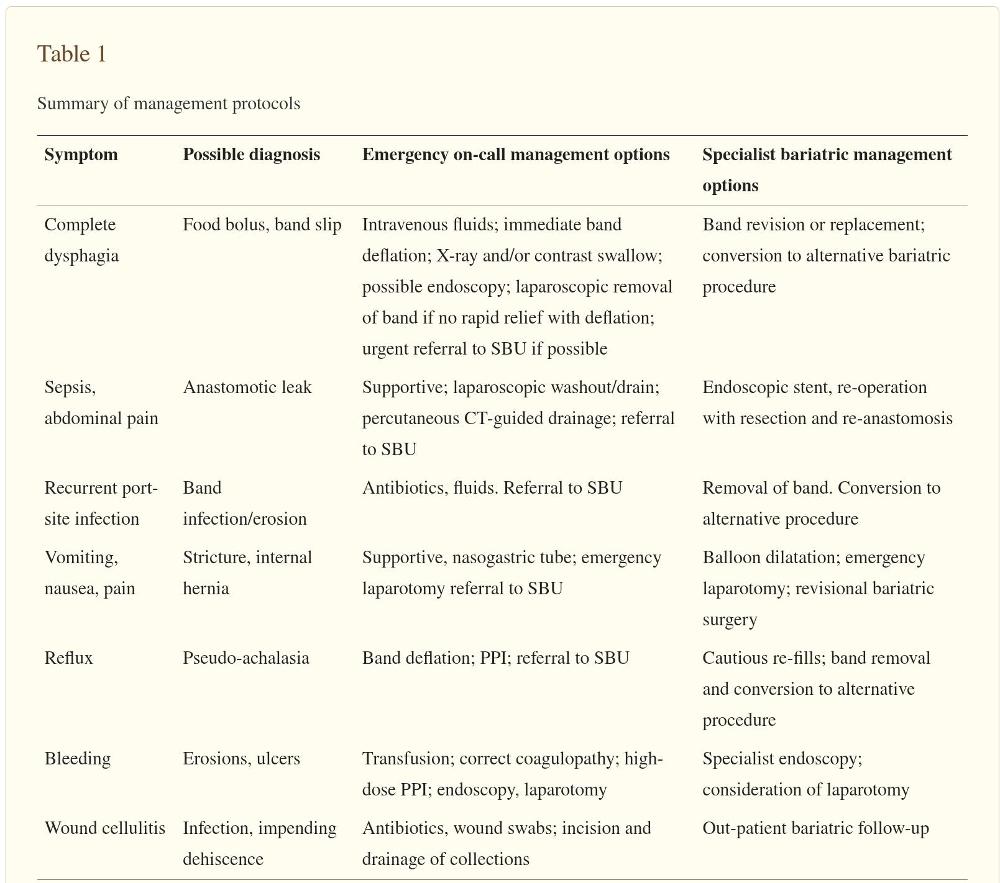 Table 1
Summary of management protocols
Symptom Possible diagnosis Emergency on-call management options Specialist bariatric management
options
Complete Food bolus, band slip Intravenous fluids; immediate band Band revision or replacement;
dysphagia deflation; X-ray and/or contrast swallow; conversion to alternative bariatric
possible endoscopy; laparoscopic removal procedure
of band if no rapid relief with deflation;
urgent referral to SBU if possible
Sepsis, Anastomotic leak Supportive; laparoscopic washout/drain; Endoscopic stent, re-operation
abdominal pain percutaneous CT-guided drainage; referral with resection and re-anastomosis
to SBU
Recurrent port- Band Antibiotics, fluids. Referral to SBU Removal of band. Conversion to
site infection infection/erosion alternative procedure
Vomiting, Stricture, internal Supportive, nasogastric tube; emergency Balloon dilatation; emergency
nausea, pain hernia laparotomy referral to SBU laparotomy; revisional bariatric
surgery
Reflux Pseudo-achalasia Band deflation; PPI; referral to SBU Cautious re-fills; band removal
and conversion to alternative
procedure
Bleeding Erosions, ulcers Transfusion; correct coagulopathy; high- Specialist endoscopy;
dose PPI; endoscopy, laparotomy consideration of laparotomy
Wound cellulitis Infection, impending Antibiotics, wound swabs; incision and Out-patient bariatric follow-up
dehiscence drainage of collections